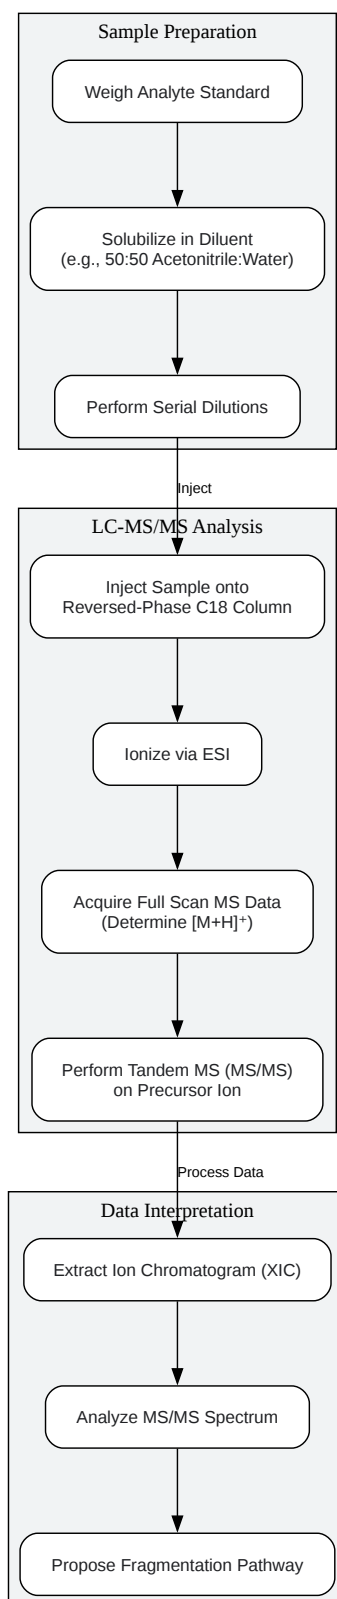 Sample Preparation
Weigh Analyte Standard
Solubilize in Diluent
(e.g., 50:50 Acetonitrile:Water)
Perform Serial Dilutions
Inject
LC-MS/MS Analysis
Inject Sample onto
Reversed-Phase C18 Column
Ionize via ESI
Acquire Full Scan MS Data
(Determine [M+H]⁺)
Perform Tandem MS (MS/MS)
on Precursor Ion
Process Data
Data Interpretation
Extract Ion Chromatogram (XIC)
Analyze MS/MS Spectrum
Propose Fragmentation Pathway